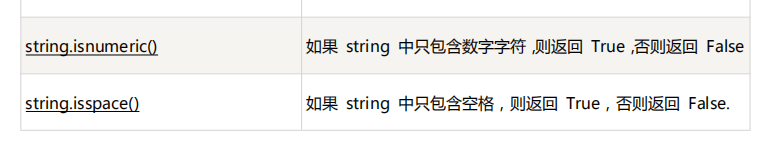 string.isnumeric() 如果 string 中只包含数字字符,则返回 True ,否则返回 False
string.isspace() 如果 string 中只包含空格，则返回 True，否则返回 False.